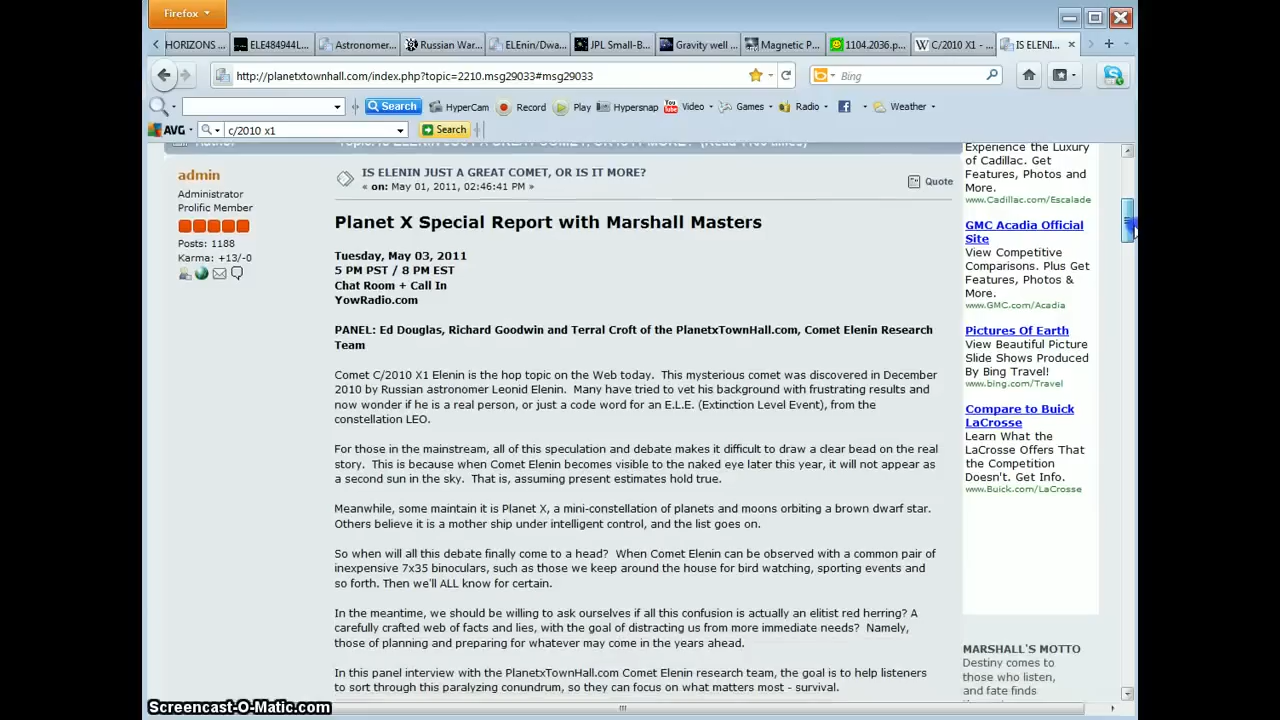 Firefox
HORIZONS ...
ELE484944L...
Astronomer...
Russian War...
ELEnin/Dwa...
JPL Small-B...
Gravity well ...
Magnetic P...
1104.2036.p...
C/2010 X1 - ...
IS ELENI...
http://planetxtownhall.com/index.php?topic=2210.msg29033#msg29033
Bing
Search
HyperCam
Record
Play
Hypersnap
Video
Games
Radio
Weather
AVG
c/2010 x1
Search
admin
Administrator
Prolific Member
Posts: 1188
Karma: +13/-0
IS ELENIN JUST A GREAT COMET, OR IS IT MORE?
« on: May 01, 2011, 02:46:41 PM »
Quote
Planet X Special Report with Marshall Masters
Tuesday, May 03, 2011
5 PM PST / 8 PM EST
Chat Room + Call In
YowRadio.com
PANEL: Ed Douglas, Richard Goodwin and Terral Croft of the PlanetxTownHall.com, Comet Elenin Research
Team
Comet C/2010 X1 Elenin is the hop topic on the Web today. This mysterious comet was discovered in December
2010 by Russian astronomer Leonid Elenin. Many have tried to vet his background with frustrating results and
now wonder if he is a real person, or just a code word for an E.L.E. (Extinction Level Event), from the
constellation LEO.
For those in the mainstream, all of this speculation and debate makes it difficult to draw a clear bead on the real
story. This is because when Comet Elenin becomes visible to the naked eye later this year, it will not appear as
a second sun in the sky. That is, assuming present estimates hold true.
Meanwhile, some maintain it is Planet X, a mini-constellation of planets and moons orbiting a brown dwarf star.
Others believe it is a mother ship under intelligent control, and the list goes on.
So when will all this debate finally come to a head? When Comet Elenin can be observed with a common pair of
inexpensive 7x35 binoculars, such as those we keep around the house for bird watching, sporting events and
so forth. Then we'll ALL know for certain.
In the meantime, we should be willing to ask ourselves if all this confusion is actually an elitist red herring? A
carefully crafted web of facts and lies, with the goal of distracting us from more immediate needs? Namely,
those of planning and preparing for whatever may come in the years ahead.
In this panel interview with the PlanetxTownHall.com Comet Elenin research team, the goal is to help listeners
to sort through this paralyzing conundrum, so they can focus on what matters most - survival.
Experience the Luxury
of Cadillac. Get
Features, Photos and
More.
www.Cadillac.com/Escalade
GMC Acadia Official
Site
View Competitive
Comparisons. Plus Get
Features, Photos &
More.
www.GMC.com/Acadia
Pictures Of Earth
View Beautiful Picture
Slide Shows Produced
By Bing Travel!
www.bing.com/Travel
Compare to Buick
LaCrosse
Learn What the
LaCrosse Offers That
the Competition
Doesn't. Get Info.
www.Buick.com/LaCrosse
MARSHALL'S MOTTO
Destiny comes to
those who listen,
and fate finds
Screencast-O-Matic.com